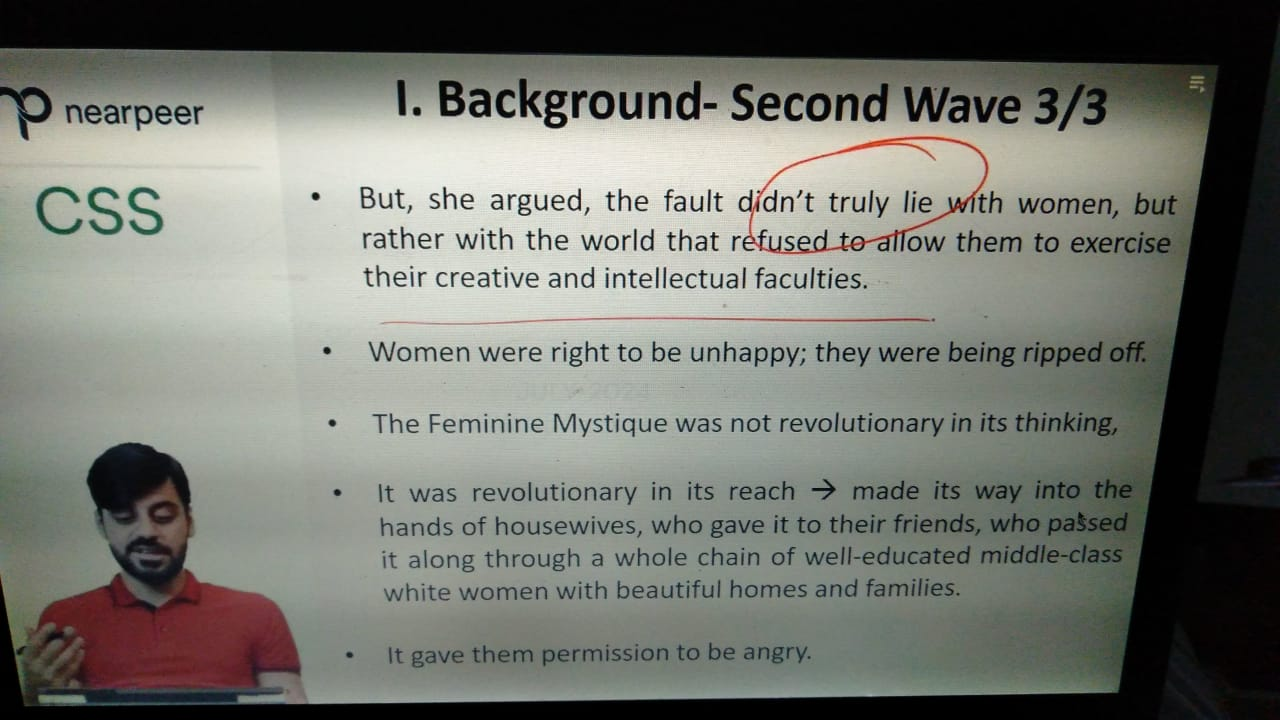 nearpeer
CSS
I. Background- Second Wave 3/3
• But, she argued, the fault didn't truly lie with women, but
rather with the world that refused to allow them to exercise
their creative and intellectual faculties.
• Women were right to be unhappy; they were being ripped off.
• The Feminine Mystique was not revolutionary in its thinking,
• It was revolutionary in its reach → made its way into the
hands of housewives, who gave it to their friends, who passed
it along through a whole chain of well-educated middle-class
white women with beautiful homes and families.
• It gave them permission to be angry.